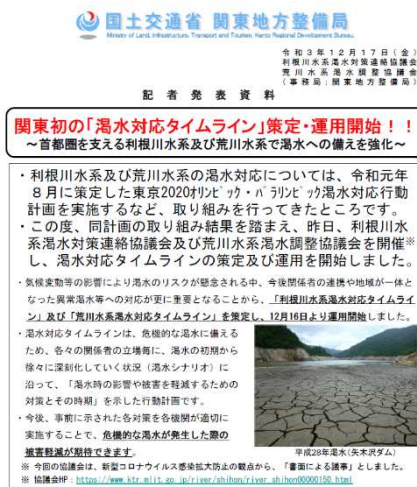 国土交通省 関東地方整備局
Ministry of Land, Infrastructure, Transport and Tourism, Kanto Regional Development Bureau
令和3年12月17日(金)
利根川水系渇水対策連絡協議会
荒川水系渇水調整協議会
(事務局:関東地方整備局)
記者発表資料
関東初の「渇水対応タイムライン」策定・運用開始!!
~首都圏を支える利根川水系及び荒川水系で渇水への備えを強化~
・利根川水系及び荒川水系の渇水対応については、令和元年
8月に策定した東京2020オリンピック・パラリンピック渇水対応行動
計画を実施するなど、取り組みを行ってきたところです。
・この度、同計画の取り組み結果を踏まえ、昨日、利根川水
系渇水対策連絡協議会及び荒川水系渇水調整協議会を開催※
し、渇水対応タイムラインの策定及び運用を開始しました。
・気候変動等の影響により渇水のリスクが懸念される中、今後関係者の連携や地域が一体と
なった異常渇水等への対応が更に重要となることから、「利根川水系渇水対応タイムライ
ン」及び「荒川水系渇水対応タイムライン」を策定し、12月16日より運用開始しました。
・渇水対応タイムラインは、危機的な渇水に備える
ため、各々の関係者の立場毎に、渇水の初期から
徐々に深刻化していく状況(渇水シナリオ)に
沿って、「渇水時の影響や被害を軽減するための
対策とその時期」を示した行動計画です。
・今後、事前に示された各対策を各機関が適切に
実施することで、危機的な渇水が発生した際の
被害軽減が期待できます。
平成28年渇水(矢木沢ダム)
※ 今回の協議会は、新型コロナウイルス感染拡大防止の観点から、「書面による議事」としました。
※ 協議会HP:https://www.ktr.mlit.go.jp/river/shihon/river_shihon00000150.html